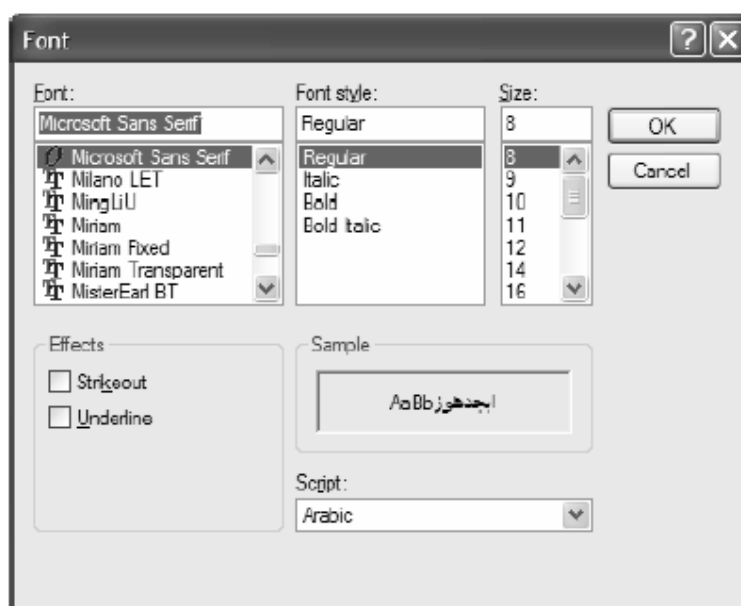 Font
Font:
Font style:
Size:
Microsoft Sans Serif
Regular
8
OK
Microsoft Sans Serif
Regular
8
Cancel
Milano LET
Italic
9
MingLiU
Bold
10
Miriam
Bold Italic
11
Miriam Fixed
12
Miriam Transparent
14
MisterEarl BT
16
Effects
Sample
Strikeout
Underline
AaBbابجدهوز
Script:
Arabic